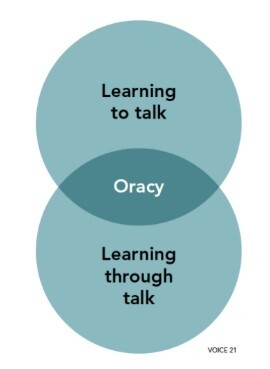 Learning
to talk
Oracy
Learning
through
talk
VOICE 21